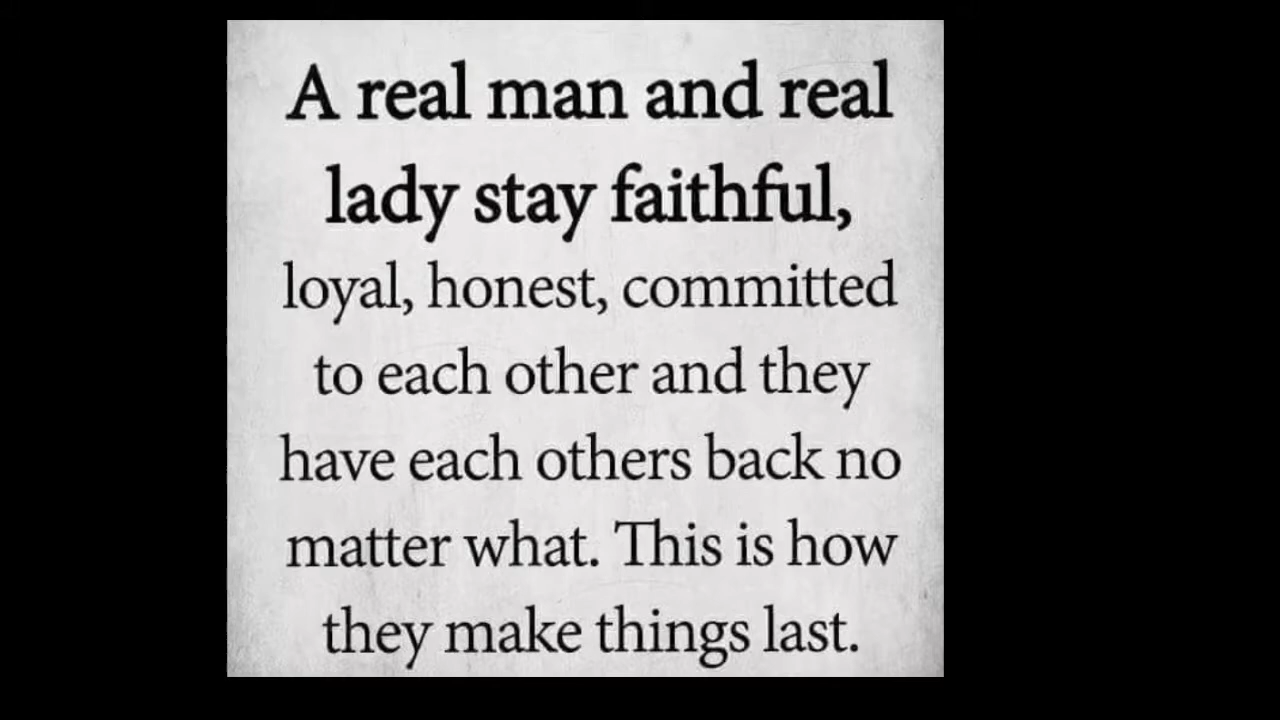 A real man and real
lady stay faithful,
loyal, honest, committed
to each other and they
have each others back no
matter what. This is how
they make things last.